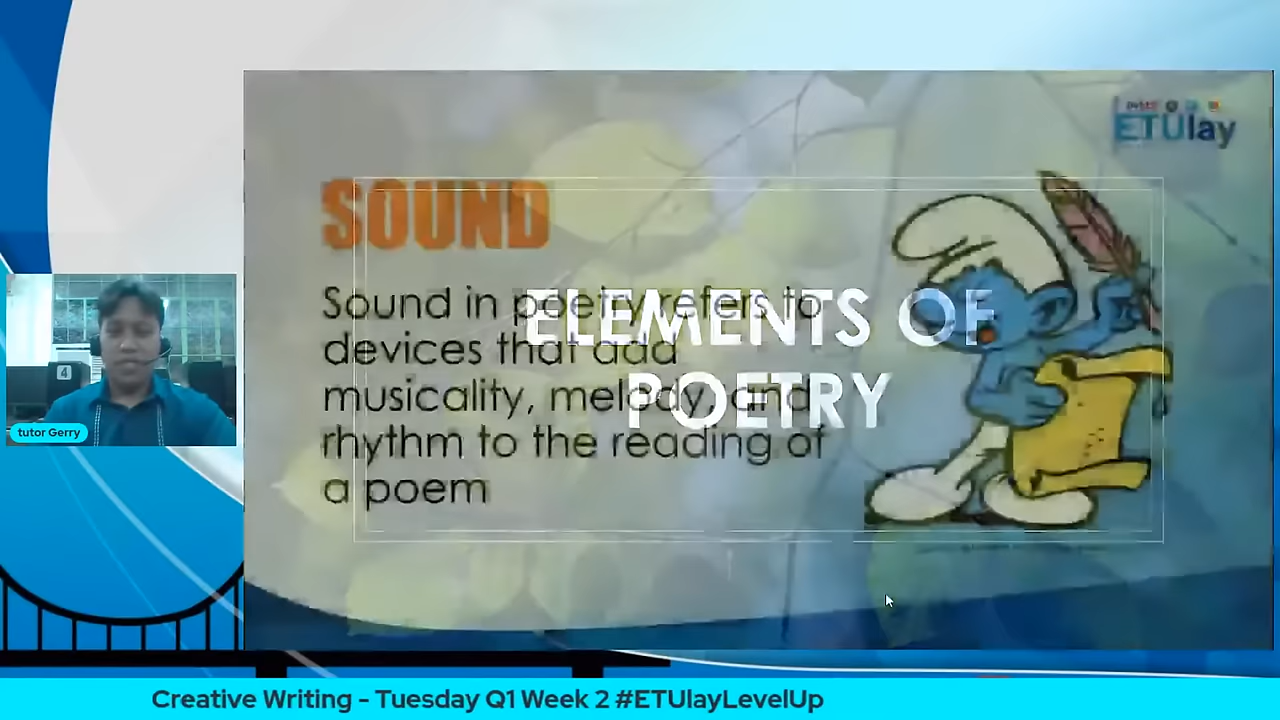 ETUlay
SOUND
Sound in poetry refers to
devices that add
musicality, melody, and
rhythm to the reading of
a poem
ELEMENTS OF
POETRY
4
tutor Gerry
Creative Writing - Tuesday Q1 Week 2 #ETUlayLevelUp